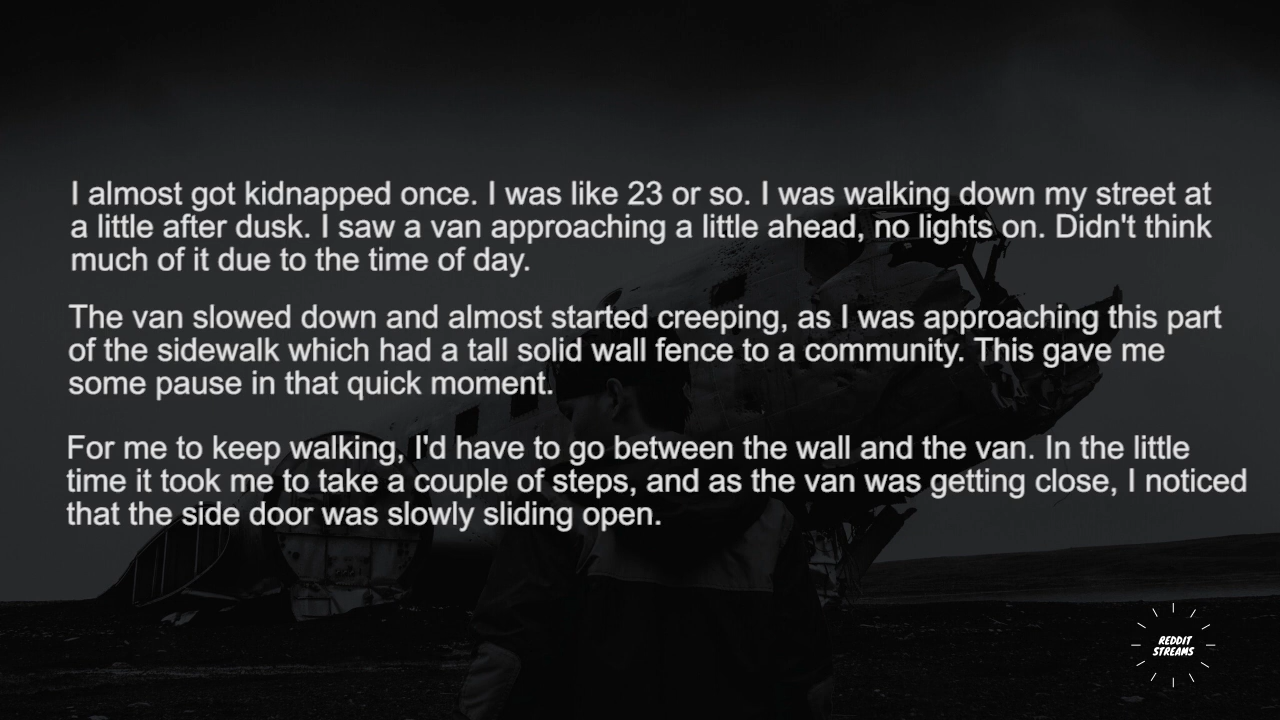 I almost got kidnapped once. I was like 23 or so. I was walking down my street at
a little after dusk. I saw a van approaching a little ahead, no lights on. Didn't think
much of it due to the time of day.
The van slowed down and almost started creeping, as I was approaching this part
of the sidewalk which had a tall solid wall fence to a community. This gave me
some pause in that quick moment.
For me to keep walking, I'd have to go between the wall and the van. In the little
time it took me to take a couple of steps, and as the van was getting close, I noticed
that the side door was slowly sliding open.
REDDIT
STREAMS